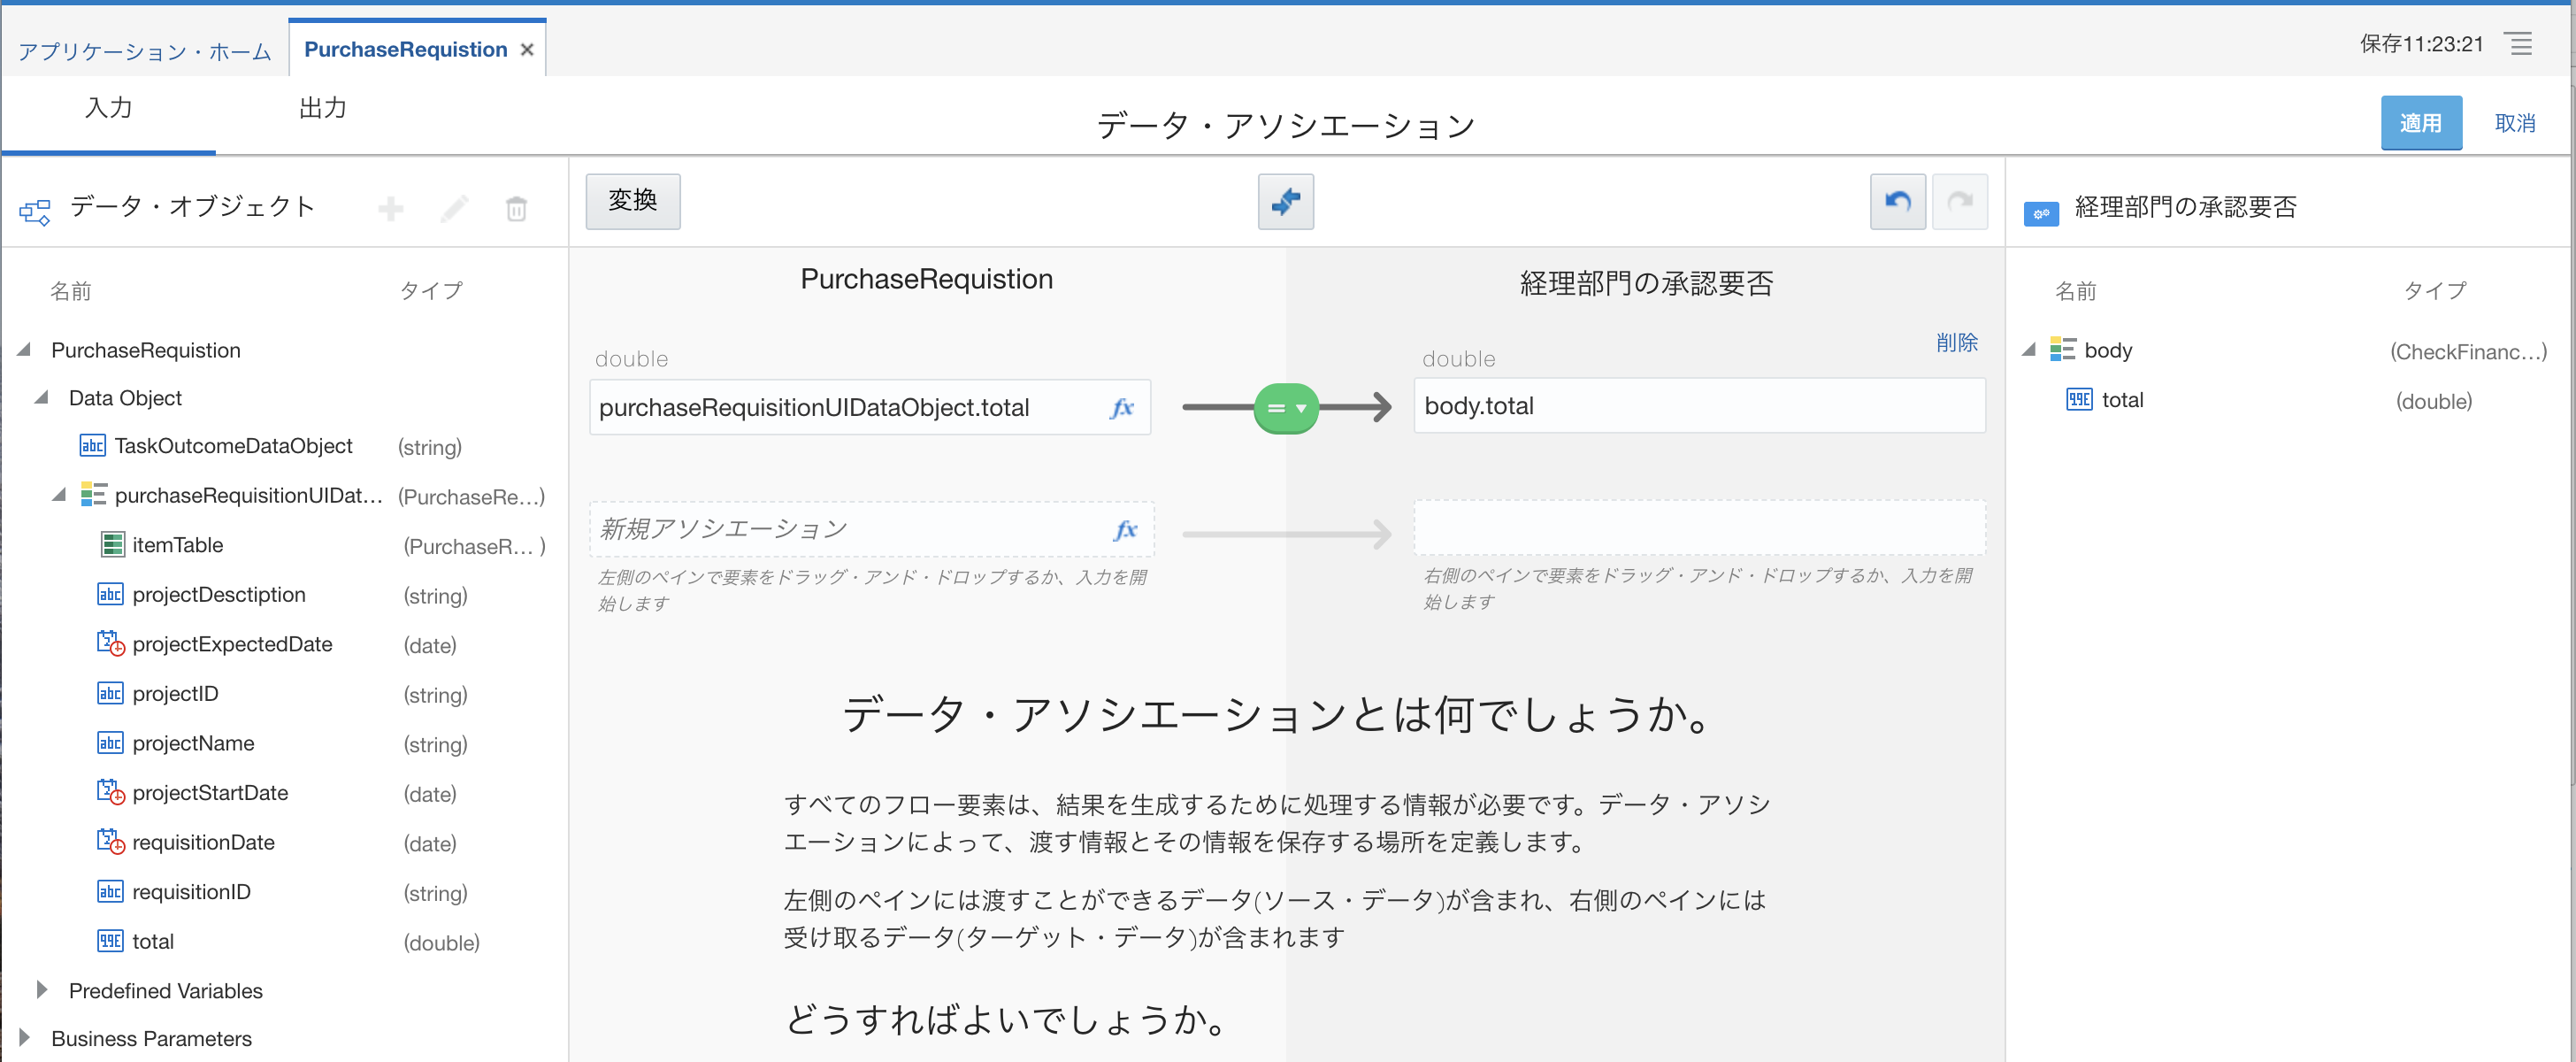 アプリケーション・ホーム
PurchaseRequistion ×
保存11:23:21
入力
出力
データ・アソシエーション
適用
取消
データ・オブジェクト
変換
経理部門の承認要否
名前
タイプ
PurchaseRequistion
Data Object
TaskOutcomeDataObject (string)
purchaseRequisitionUIDat... (PurchaseRe...)
itemTable (PurchaseR... )
projectDesctiption (string)
projectExpectedDate (date)
projectID (string)
projectName (string)
projectStartDate (date)
requisitionDate (date)
requisitionID (string)
total (double)
Predefined Variables
Business Parameters
PurchaseRequistion
経理部門の承認要否
削除
double
double
purchaseRequisitionUIDataObject.total fx
=
body.total
新規アソシエーション fx
左側のペインで要素をドラッグ・アンド・ドロップするか、入力を開
始します
右側のペインで要素をドラッグ・アンド・ドロップするか、入力を開
始します
データ・アソシエーションとは何でしょうか。
すべてのフロー要素は、結果を生成するために処理する情報が必要です。データ・アソシ
エーションによって、渡す情報とその情報を保存する場所を定義します。
左側のペインには渡すことができるデータ(ソース・データ)が含まれ、右側のペインには
受け取るデータ(ターゲット・データ)が含まれます
どうすればよいでしょうか。
名前
タイプ
body (CheckFinanc...)
total (double)